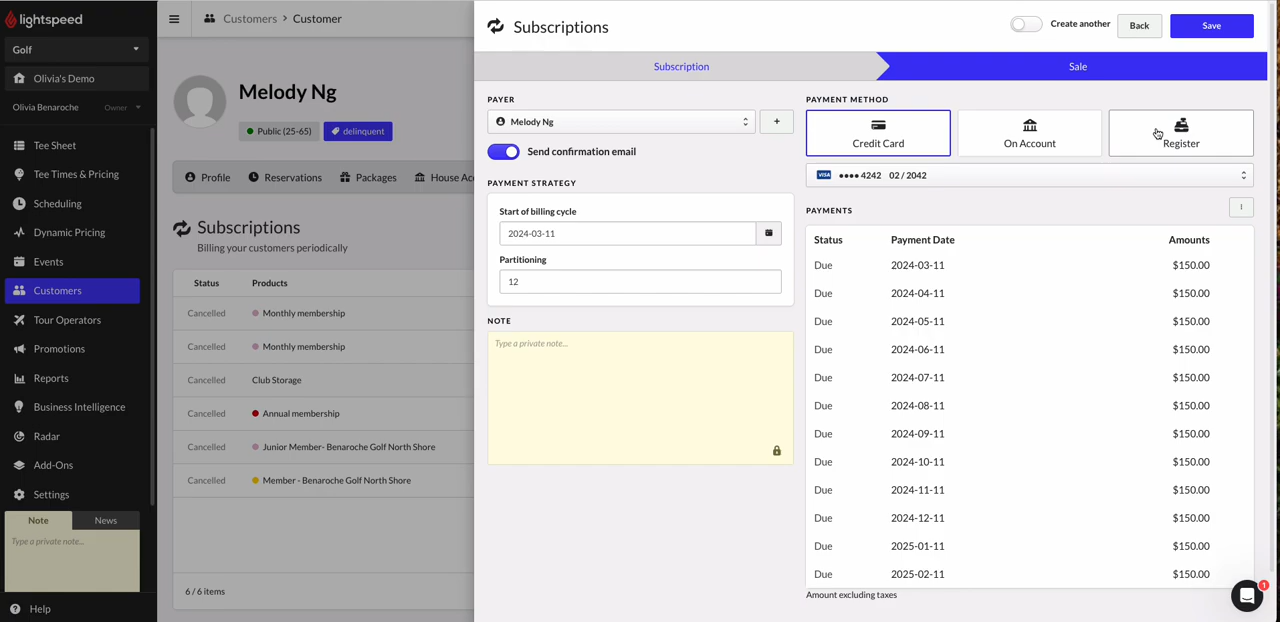 lightspeed
Golf
Olivia's Demo
Olivia Benaroche Owner
Tee Sheet
Tee Times & Pricing
Scheduling
Dynamic Pricing
Events
Customers
Tour Operators
Promotions
Reports
Business Intelligence
Radar
Add-Ons
Settings
Note News
Type a private note...
Help
Customers > Customer
Melody Ng
Public (25-65) delinquent
Profile Reservations Packages House Acc
Subscriptions
Billing your customers periodically
Status Products
Cancelled Monthly membership
Cancelled Monthly membership
Cancelled Club Storage
Cancelled Annual membership
Cancelled Junior Member- Benaroche Golf North Shore
Cancelled Member - Benaroche Golf North Shore
6 / 6 items
Subscriptions
Create another Back Save
Subscription Sale
PAYER
Melody Ng +
Send confirmation email
PAYMENT STRATEGY
Start of billing cycle
2024-03-11
Partitioning
12
NOTE
Type a private note...
PAYMENT METHOD
Credit Card On Account Register
VISA •••• 4242 02 / 2042
PAYMENTS
Status Payment Date Amounts
Due 2024-03-11 $150.00
Due 2024-04-11 $150.00
Due 2024-05-11 $150.00
Due 2024-06-11 $150.00
Due 2024-07-11 $150.00
Due 2024-08-11 $150.00
Due 2024-09-11 $150.00
Due 2024-10-11 $150.00
Due 2024-11-11 $150.00
Due 2024-12-11 $150.00
Due 2025-01-11 $150.00
Due 2025-02-11 $150.00
Amount excluding taxes
1